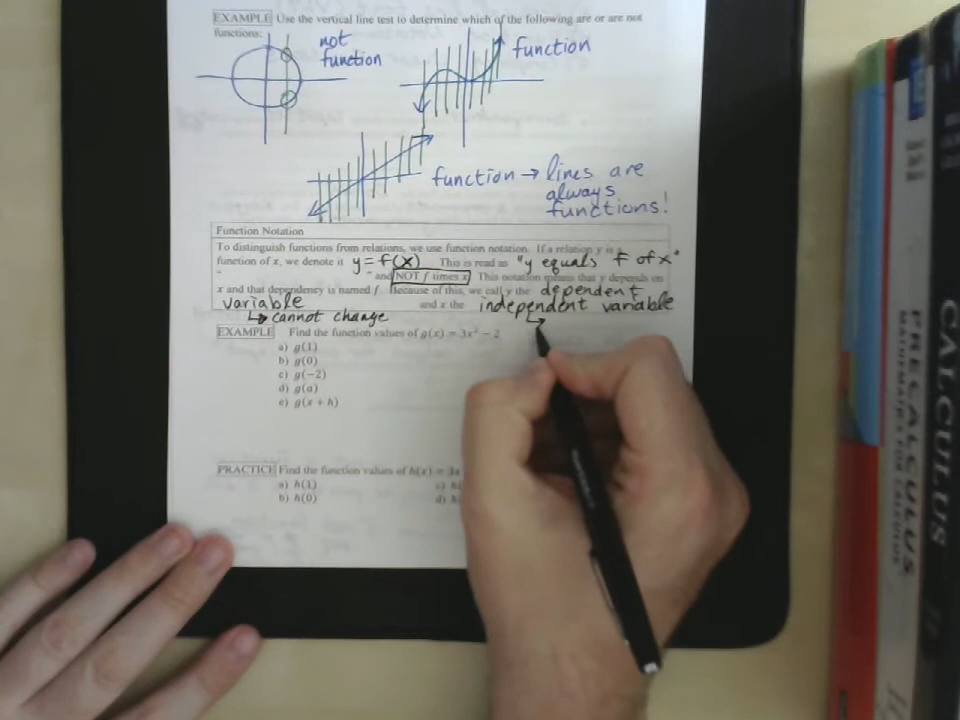 EXAMPLE Use the vertical line test to determine which of the following are or are not
functions:
not
function
function
function → lines are
always
functions!
Function Notation
To distinguish functions from relations, we use function notation. If a relation y is a
function of x, we denote it y = f(x) This is read as "y equals "f of x"
" " and NOT f times x This notation means that y depends on
x and that dependency is named f. Because of this, we call y the dependent
variable and x the independent variable
↳ cannot change
EXAMPLE Find the function values of g(x) = 3x² − 2
a) g(1)
b) g(0)
c) g(−2)
d) g(a)
e) g(x + h)
PRACTICE Find the function values of h(x) = 3x
a) h(1)
b) h(0)
d)
PRECALCULUS
MATHEMATICS FOR CALCULUS
CALCULUS